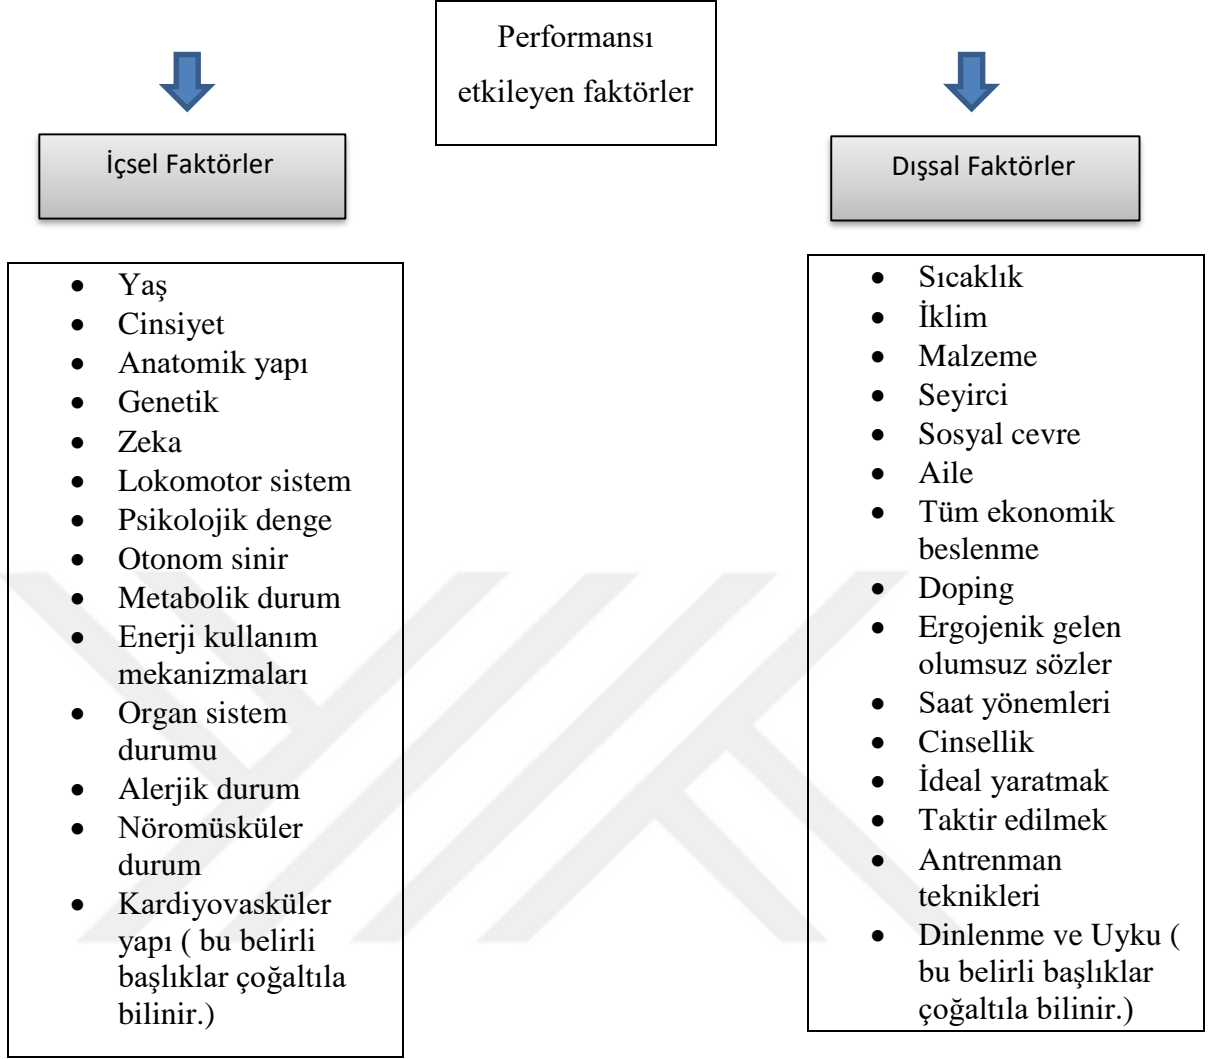 Performansı
etkileyen faktörler
İçsel Faktörler
• Yaş
• Cinsiyet
• Anatomik yapı
• Genetik
• Zeka
• Lokomotor sistem
• Psikolojik denge
• Otonom sinir
• Metabolik durum
• Enerji kullanım
mekanizmaları
• Organ sistem
durumu
• Alerjik durum
• Nöromüsküler
durum
• Kardiyovasküler
yapı ( bu belirli
başlıklar çoğaltıla
bilinir.)
Dışsal Faktörler
• Sıcaklık
• İklim
• Malzeme
• Seyirci
• Sosyal cevre
• Aile
• Tüm ekonomik
beslenme
• Doping
• Ergojenik gelen
olumsuz sözler
• Saat yönemleri
• Cinsellik
• İdeal yaratmak
• Taktir edilmek
• Antrenman
teknikleri
• Dinlenme ve Uyku (
bu belirli başlıklar
çoğaltıla bilinir.)